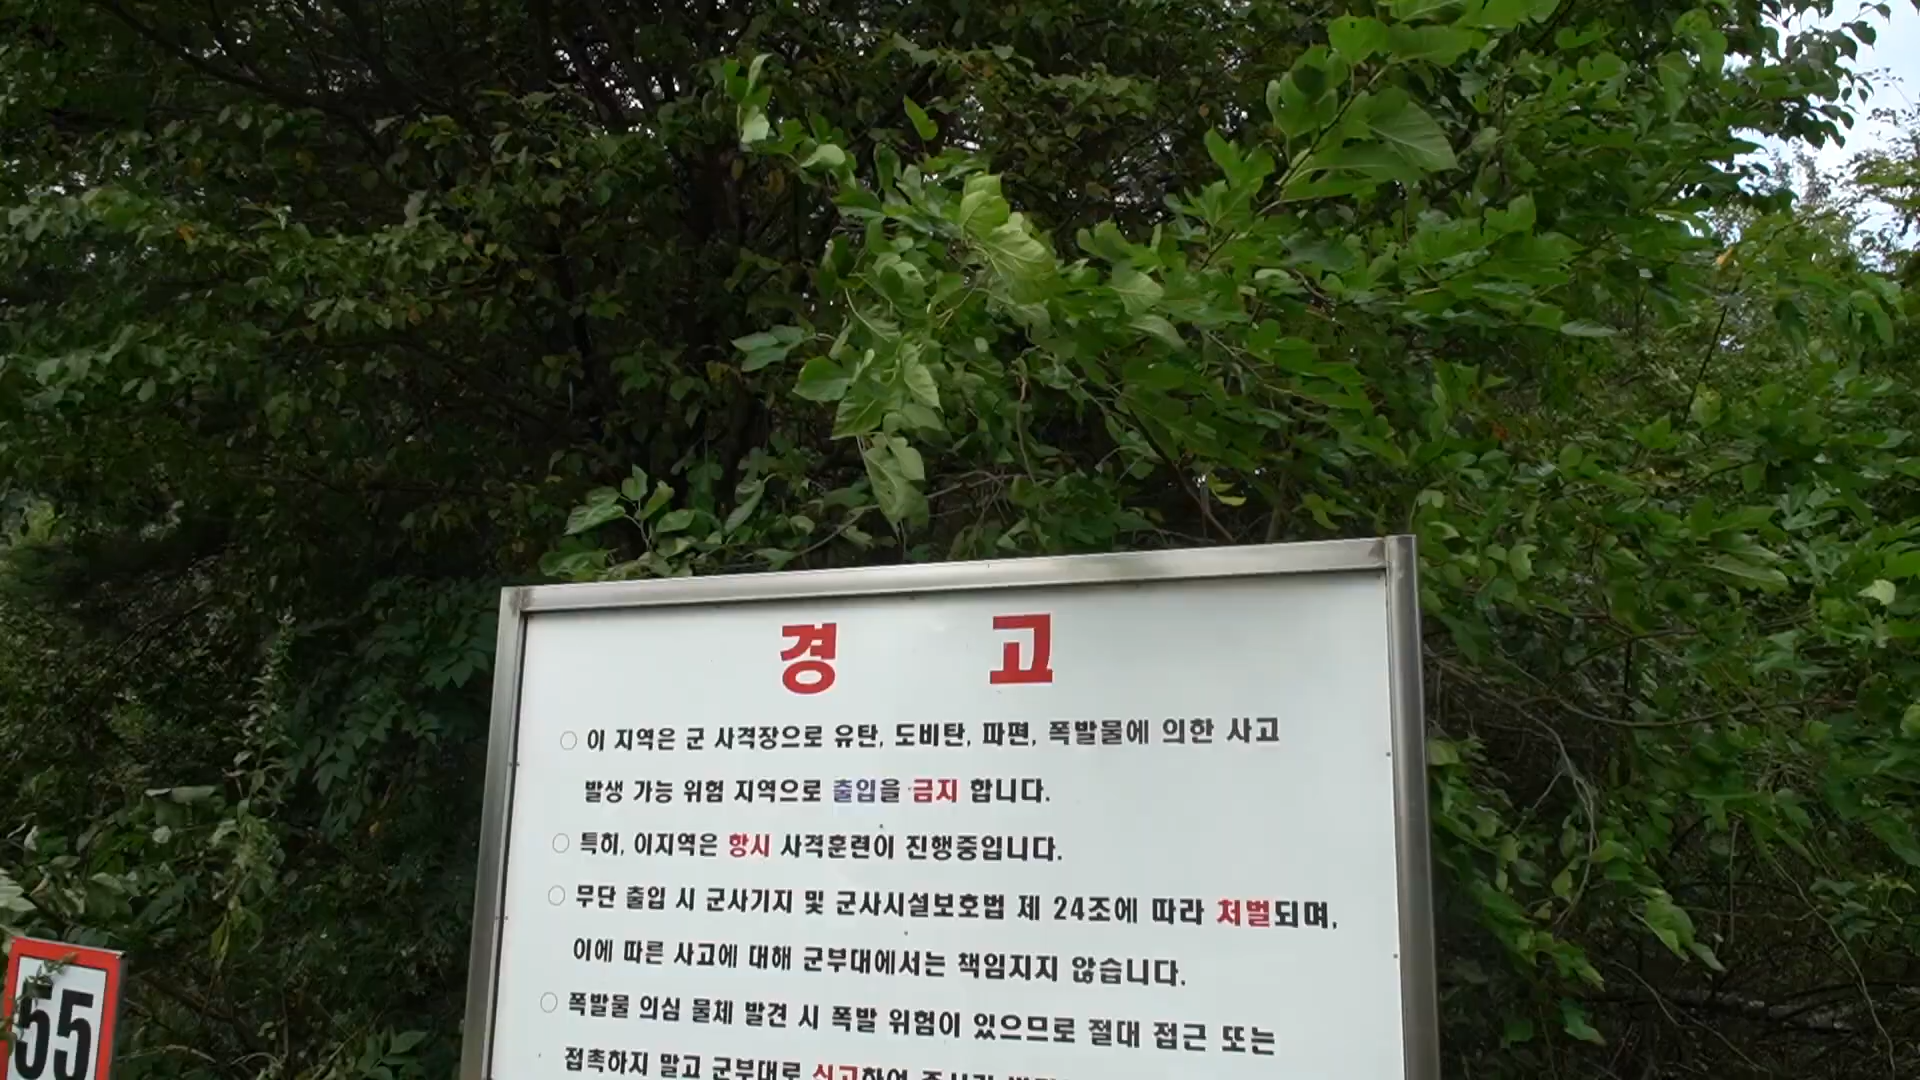 경 고
○ 이 지역은 군 사격장으로 유탄, 도비탄, 파편, 폭발물에 의한 사고
발생 가능 위험 지역으로 출입을 금지 합니다.
○ 특히, 이지역은 항시 사격훈련이 진행중입니다.
○ 무단 출입 시 군사기지 및 군사시설보호법 제 24조에 따라 처벌되며,
이에 따른 사고에 대해 군부대에서는 책임지지 않습니다.
○ 폭발물 의심 물체 발견 시 폭발 위험이 있으므로 절대 접근 또는
접촉하지 말고 군부대로 신고하여
55